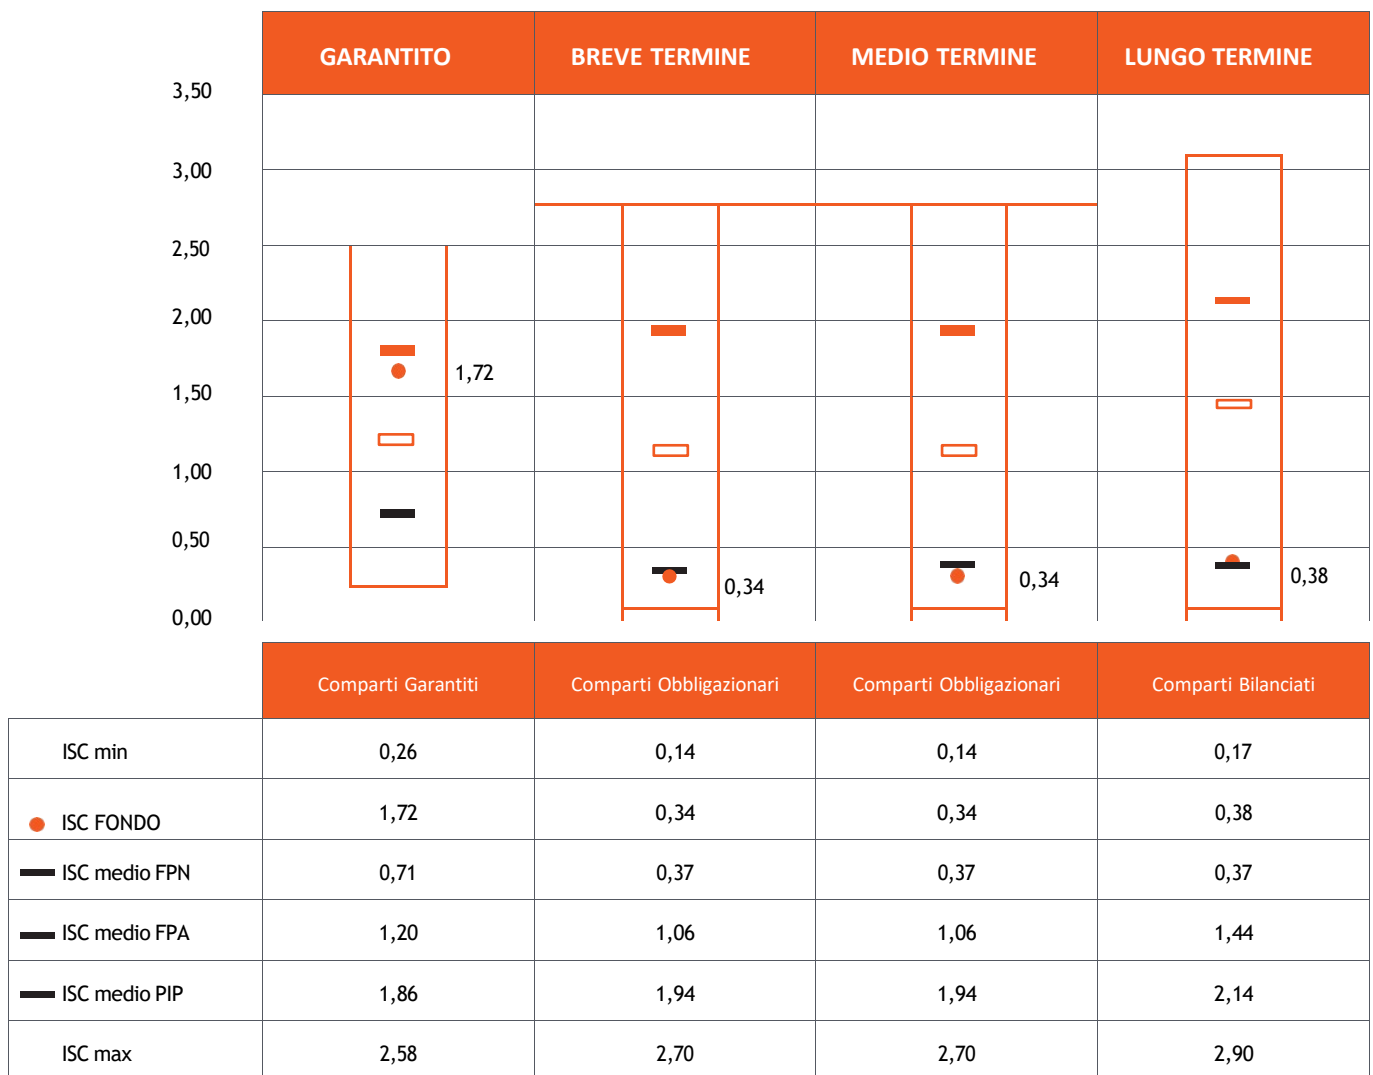 GARANTITO BREVE TERMINE MEDIO TERMINE LUNGO TERMINE
3,50
3,00
2,50
2,00
1,72
1,50
1,00
0,50
0,34 0,34 0,38
0,00
Comparti Garantiti Comparti Obbligazionari Comparti Obbligazionari Comparti Bilanciati
ISC min 0,26 0,14 0,14 0,17
ISC FONDO 1,72 0,34 0,34 0,38
ISC medio FPN 0,71 0,37 0,37 0,37
ISC medio FPA 1,20 1,06 1,06 1,44
ISC medio PIP 1,86 1,94 1,94 2,14
ISC max 2,58 2,70 2,70 2,90